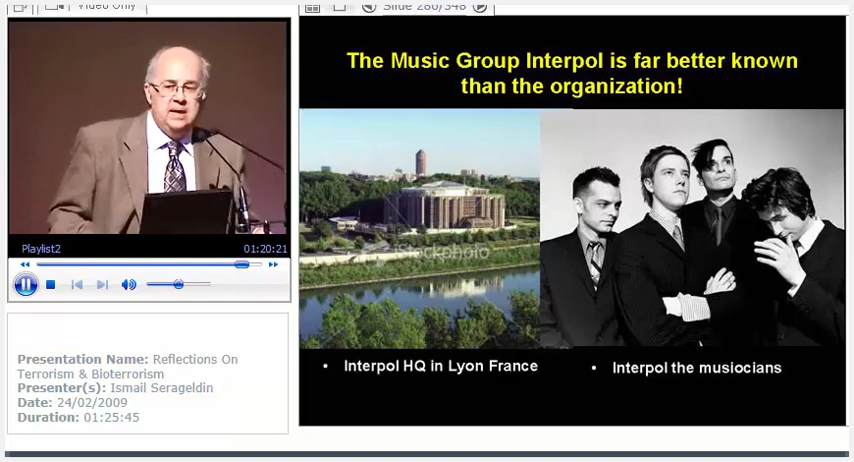 Video Only
Slide 280/348
The Music Group Interpol is far better known
than the organization!
Playlist2
01:20:21
iStockphoto
• Interpol HQ in Lyon France
• Interpol the musiocians
Presentation Name: Reflections On
Terrorism & Bioterrorism
Presenter(s): Ismail Serageldin
Date: 24/02/2009
Duration: 01:25:45